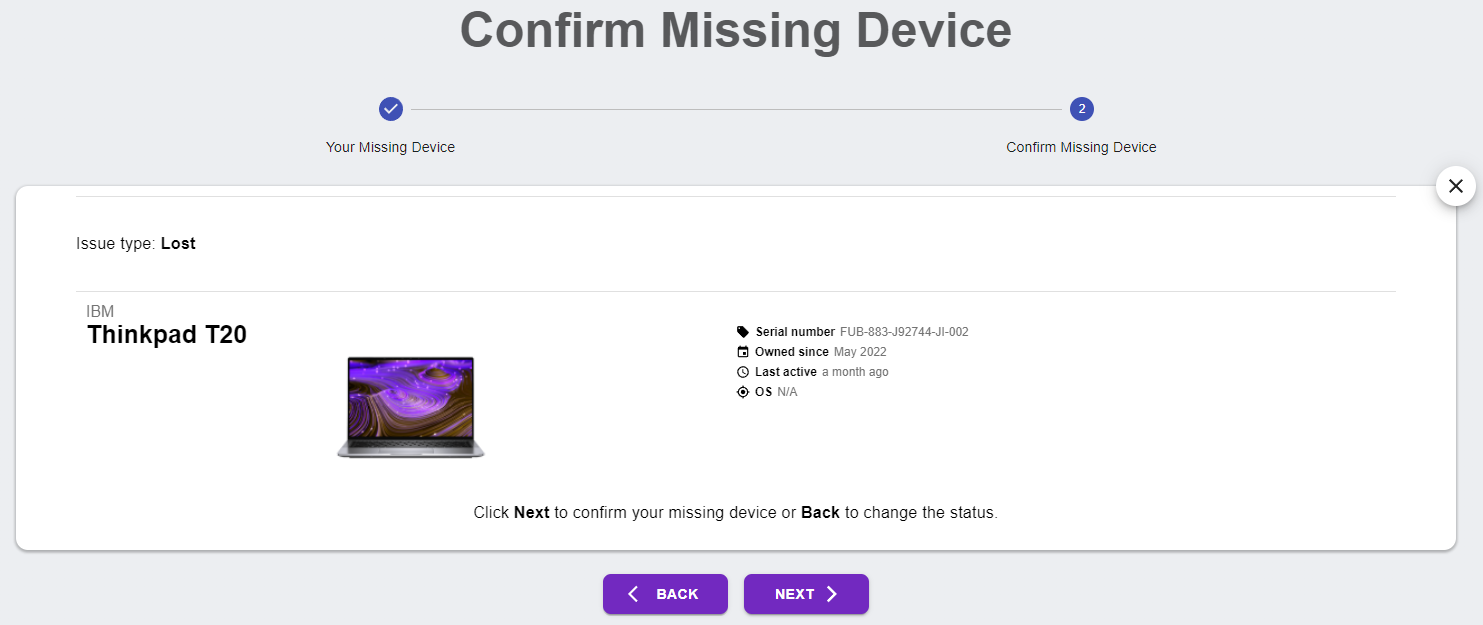 Confirm Missing Device
2
Your Missing Device
Confirm Missing Device
Issue type: Lost
IBM
Thinkpad T20
Serial number FUB-883-J92744-JI-002
Owned since May 2022
Last active a month ago
OS N/A
Click Next to confirm your missing device or Back to change the status.
BACK
NEXT